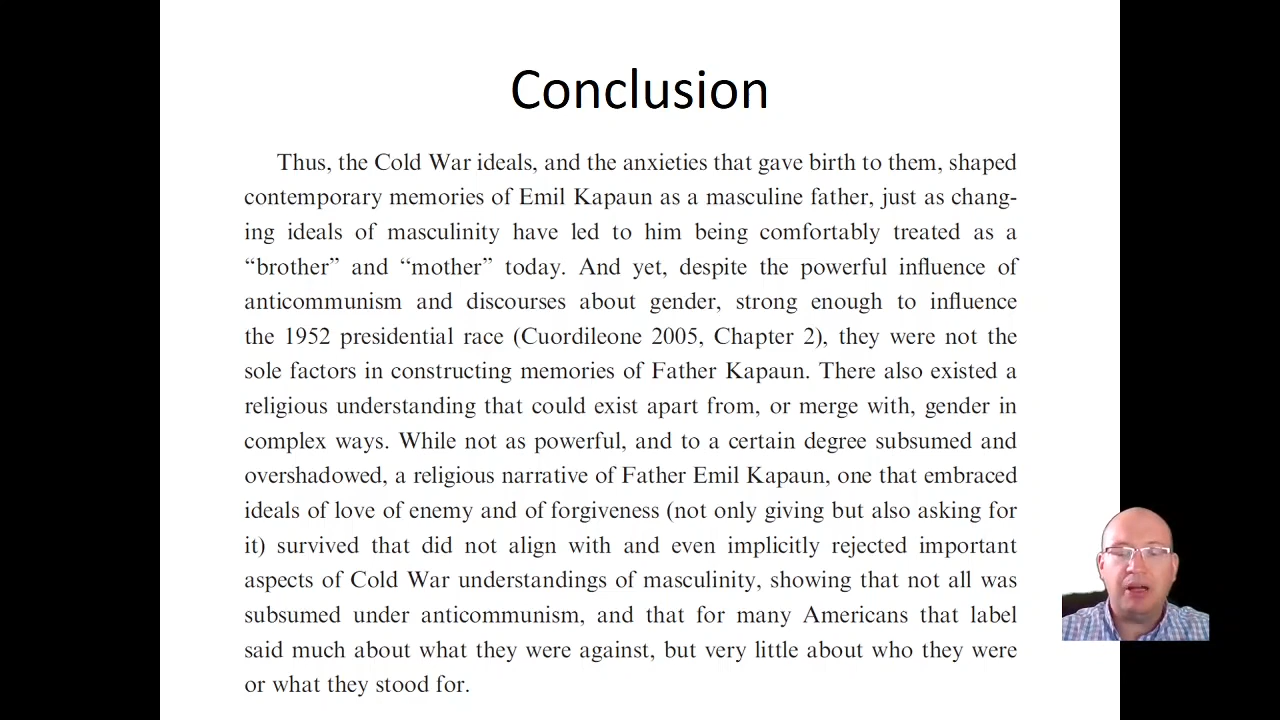 Conclusion
Thus, the Cold War ideals, and the anxieties that gave birth to them, shaped
contemporary memories of Emil Kapaun as a masculine father, just as chang-
ing ideals of masculinity have led to him being comfortably treated as a
“brother” and “mother” today. And yet, despite the powerful influence of
anticommunism and discourses about gender, strong enough to influence
the 1952 presidential race (Cuordileone 2005, Chapter 2), they were not the
sole factors in constructing memories of Father Kapaun. There also existed a
religious understanding that could exist apart from, or merge with, gender in
complex ways. While not as powerful, and to a certain degree subsumed and
overshadowed, a religious narrative of Father Emil Kapaun, one that embraced
ideals of love of enemy and of forgiveness (not only giving but also asking for
it) survived that did not align with and even implicitly rejected important
aspects of Cold War understandings of masculinity, showing that not all was
subsumed under anticommunism, and that for many Americans that label
said much about what they were against, but very little about who they were
or what they stood for.